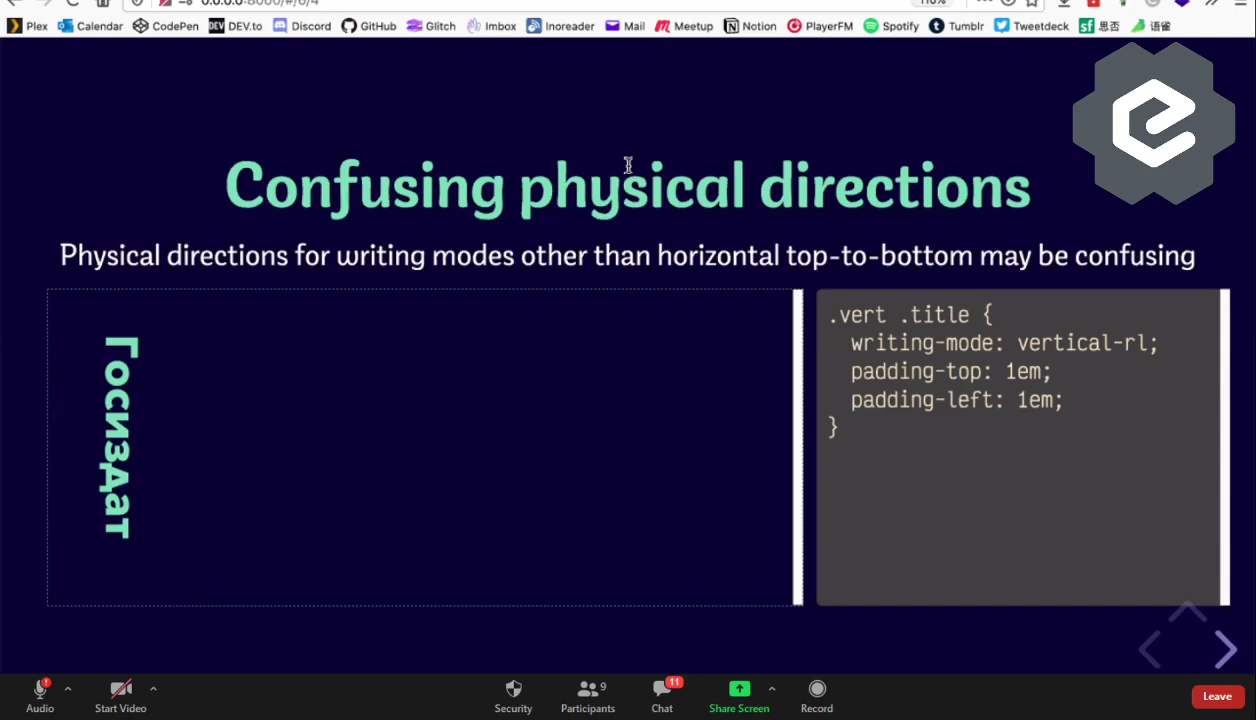 110%
Plex Calendar CodePen DEV DEV.to Discord GitHub Glitch Imbox Inoreader Mail Meetup Notion PlayerFM Spotify Tumblr Tweetdeck sf 思否 语雀
Confusing physical directions
Physical directions for writing modes other than horizontal top-to-bottom may be confusing
Госиздат
.vert .title {
writing-mode: vertical-rl;
padding-top: 1em;
padding-left: 1em;
}
Audio Start Video Security Participants 9 Chat 11 Share Screen Record Leave